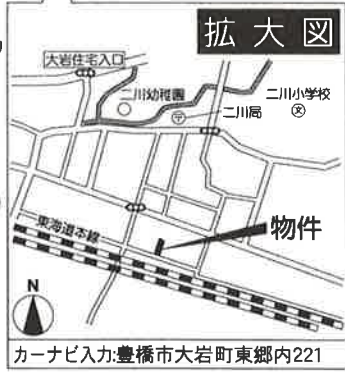 拡大図
大岩住宅入口
二川幼稚園
二川局
二川小学校
文
東海道本線
物件
N
カーナビ入力:豊橋市大岩町東郷内221